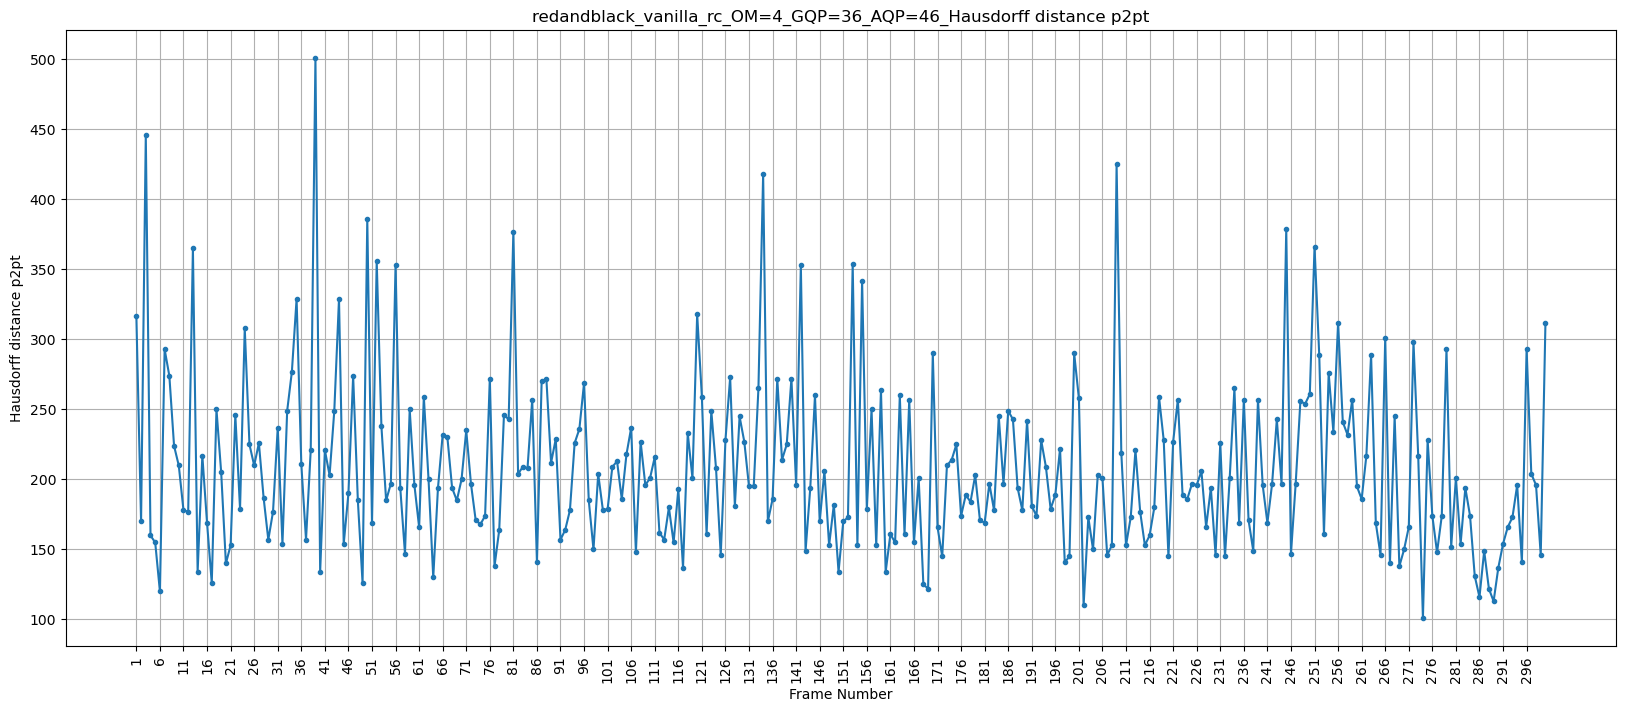 redandblack_vanilla_rc_OM=4_GQP=36_AQP=46_Hausdorff distance p2pt
Hausdorff distance p2pt
500
450
400
350
300
250
200
150
100
1 6 11 16 21 26 31 36 41 46 51 56 61 66 71 76 81 86 91 96 101 106 111 116 121 126 131 136 141 146 151 156 161 166 171 176 181 186 191 196 201 206 211 216 221 226 231 236 241 246 251 256 261 266 271 276 281 286 291 296
Frame Number